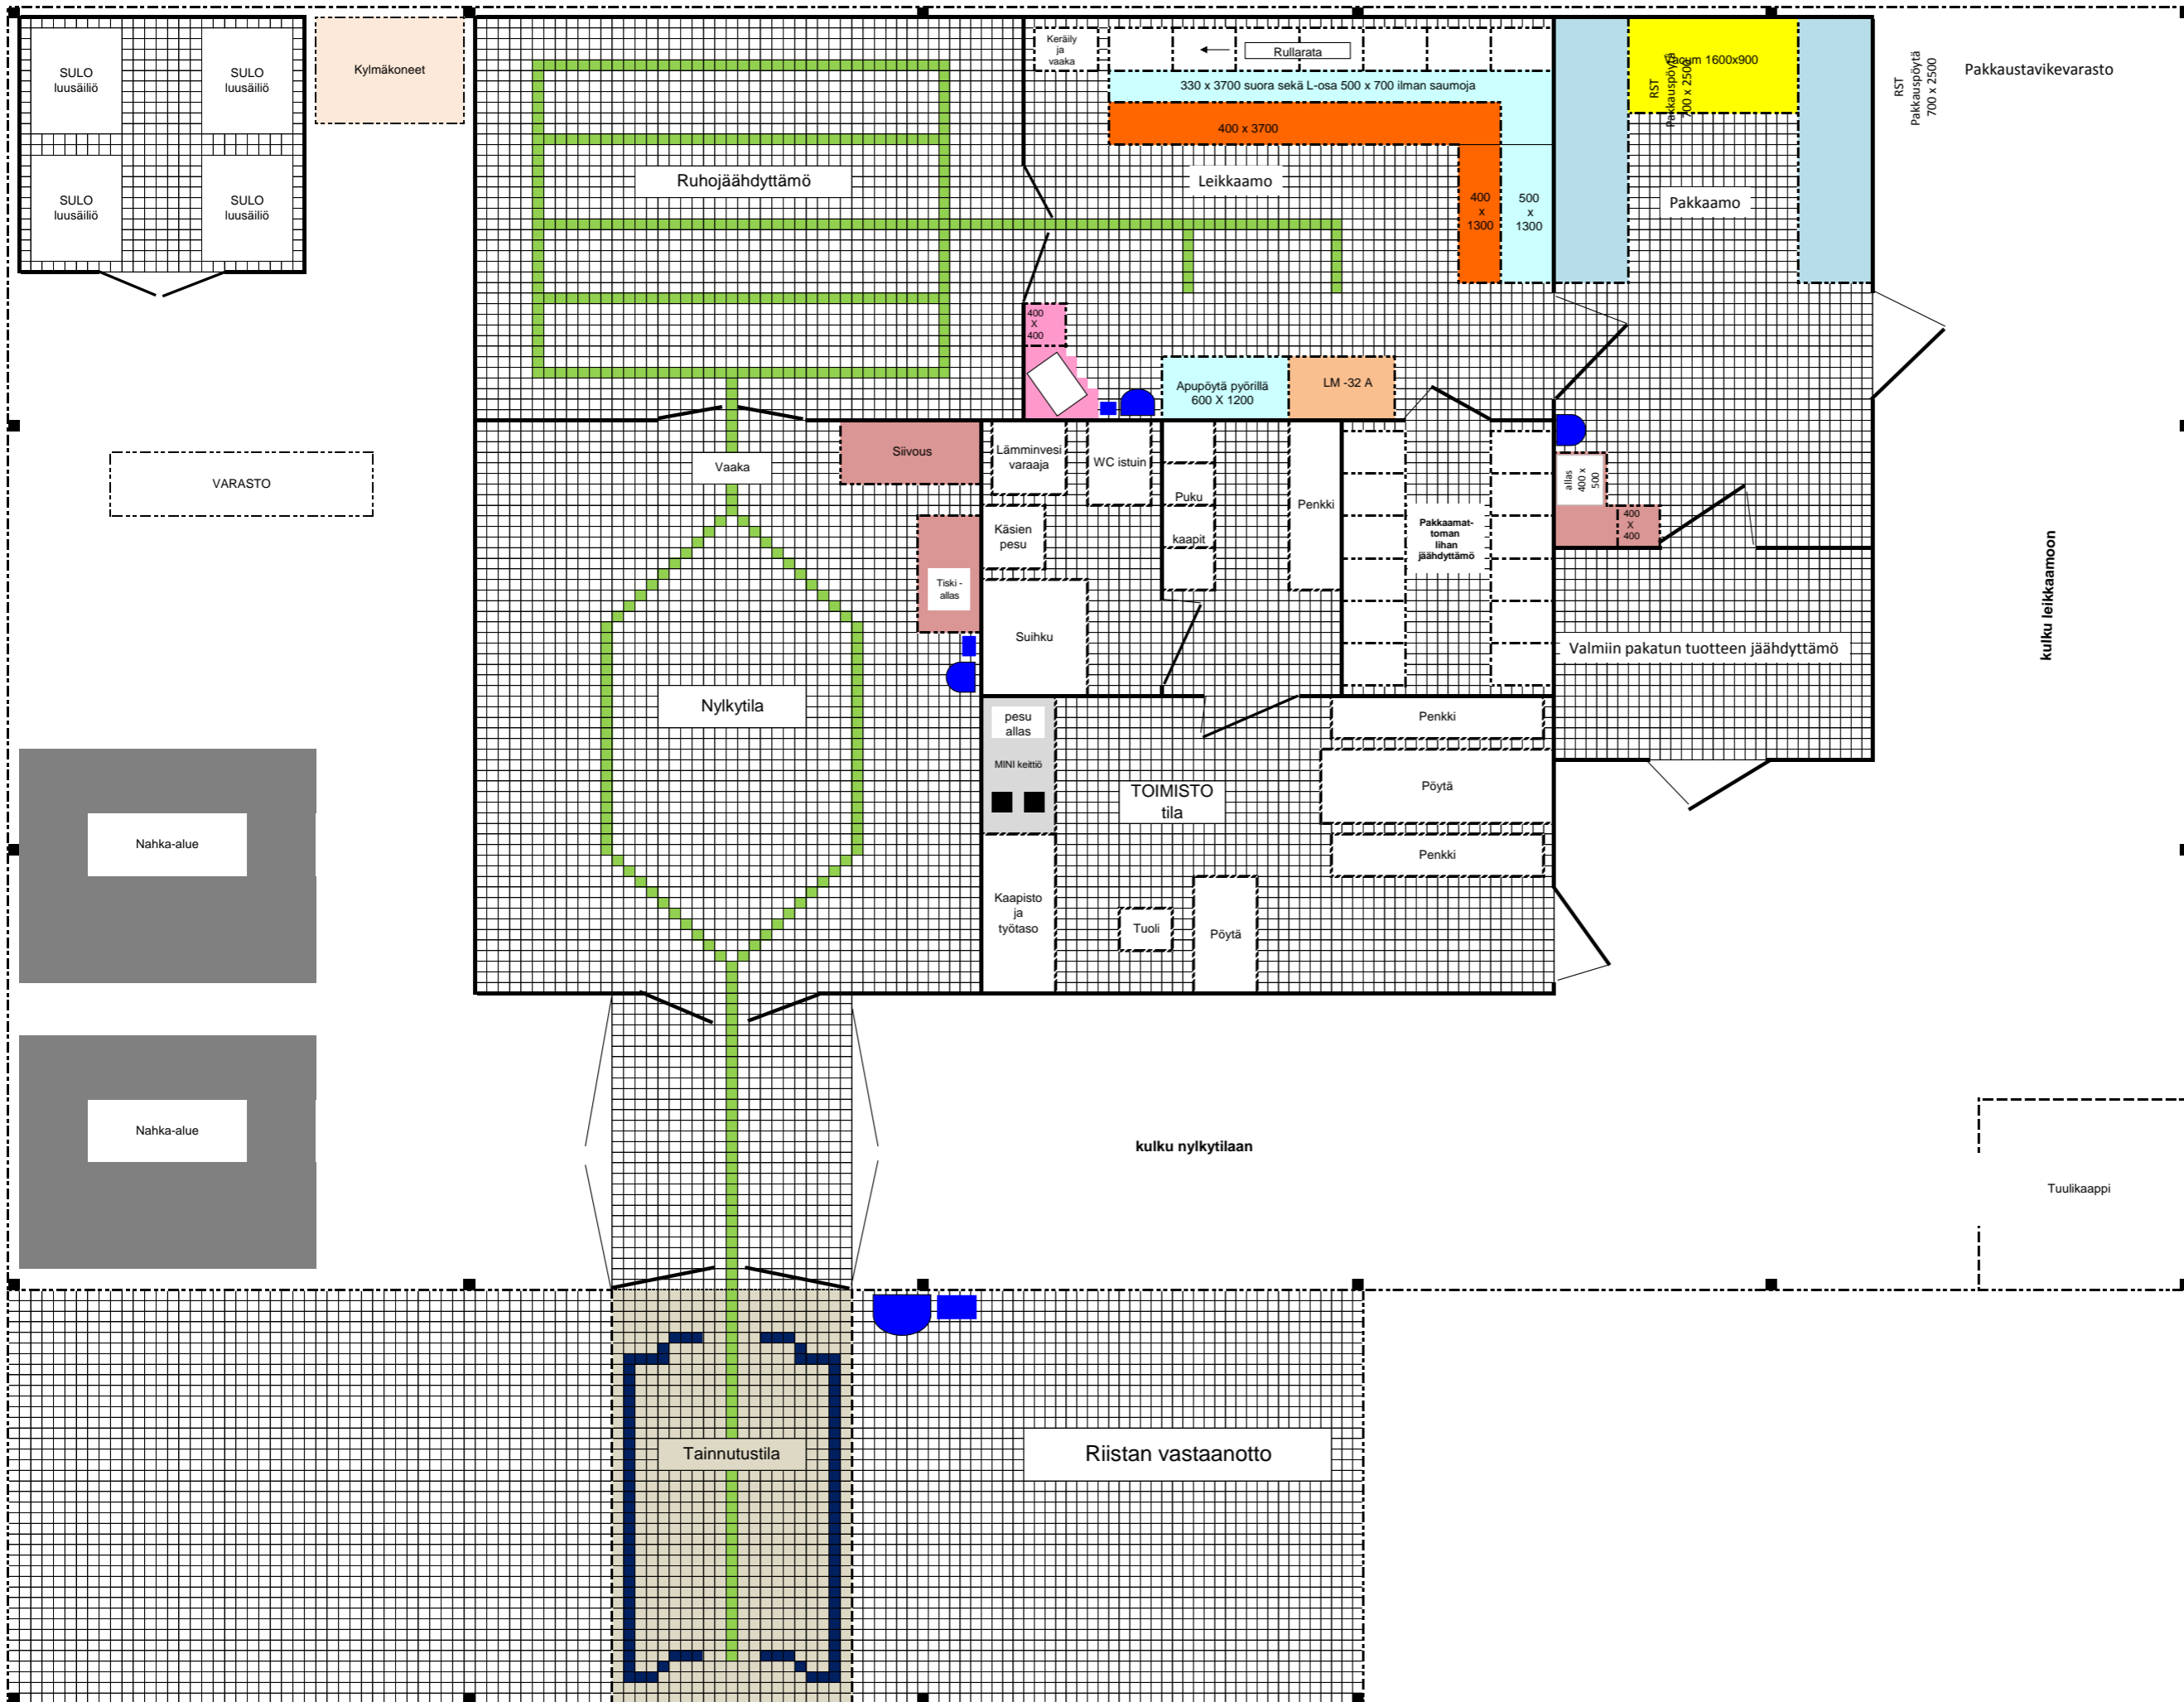 SULO
luusäiliö
SULO
luusäiliö
Kylmäkoneet
SULO
luusäiliö
SULO
luusäiliö
Keräily
ja
vaaka
Rullarata
330 x 3700 suora sekä L-osa 500 x 700 ilman saumoja
400 x 3700
Ruhojäähdyttämö
Leikkaamo
400
x
1300
500
x
1300
RST
Pakkauspöytä
700 x 2500
Vacum 1600x900
Pakkaamo
RST
Pakkauspöytä
700 x 2500
Pakkaustavikevarasto
400
X
400
Apupöytä pyörillä
600 X 1200
LM -32 A
VARASTO
Vaaka
Siivous
Lämminvesi
varaaja
WC istuin
Puku
kaapit
Penkki
Pakkaamat-
toman
lihan
jäähdyttämö
allas
400 x
500
400
X
400
Käsien
pesu
Tiski -
allas
Suihku
kulku leikkaamoon
Valmiin pakatun tuotteen jäähdyttämö
Nylkytila
pesu
allas
MINI keittiö
TOIMISTO
tila
Penkki
Pöytä
Penkki
Nahka-alue
Kaapisto
ja
työtaso
Tuoli
Pöytä
Nahka-alue
kulku nylkytilaan
Tuulikaappi
Tainnutustila
Riistan vastaanotto